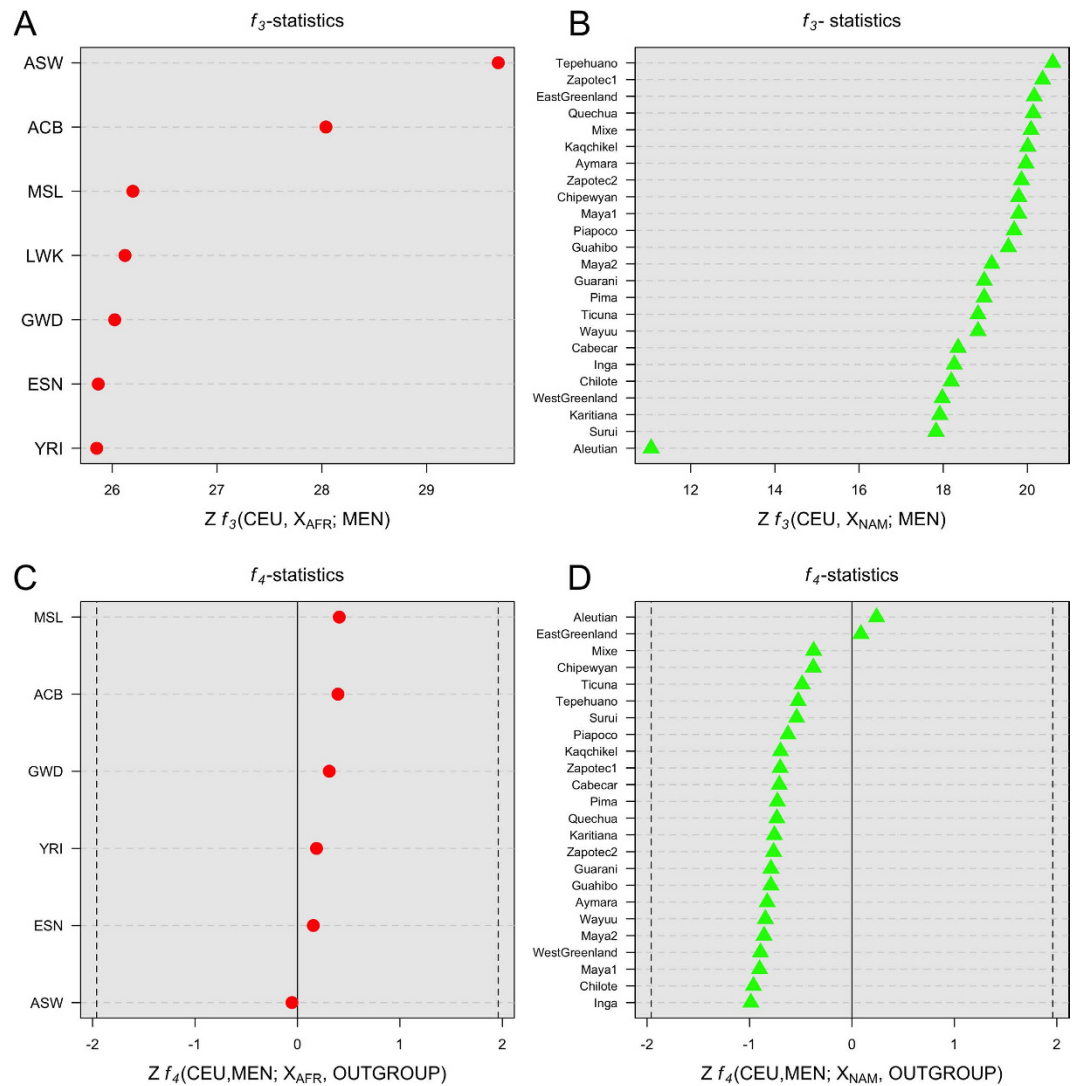 A
f3-statistics
ASW
ACB
MSL
LWK
GWD
ESN
YRI
26 27 28 29
Z f3(CEU, XAFR; MEN)
B
f3- statistics
Tepehuano
Zapotec1
EastGreenland
Quechua
Mixe
Kaqchikel
Aymara
Zapotec2
Chipewyan
Maya1
Piapoco
Guahibo
Maya2
Guarani
Pima
Ticuna
Wayuu
Cabecar
Inga
Chilote
WestGreenland
Karitiana
Surui
Aleutian
12 14 16 18 20
Z f3(CEU, XNAM; MEN)
C
f4-statistics
MSL
ACB
GWD
YRI
ESN
ASW
-2 -1 0 1 2
Z f4(CEU,MEN; XAFR, OUTGROUP)
D
f4-statistics
Aleutian
EastGreenland
Mixe
Chipewyan
Ticuna
Tepehuano
Surui
Piapoco
Kaqchikel
Zapotec1
Cabecar
Pima
Quechua
Karitiana
Zapotec2
Guarani
Guahibo
Aymara
Wayuu
Maya2
WestGreenland
Maya1
Chilote
Inga
-2 -1 0 1 2
Z f4(CEU,MEN; XNAM, OUTGROUP)